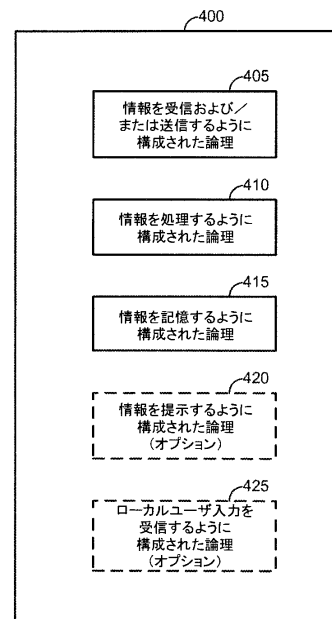 400
405
情報を受信および／
または送信するように
構成された論理
410
情報を処理するように
構成された論理
415
情報を記憶するように
構成された論理
420
情報を提示するように
構成された論理
(オプション)
425
ローカルユーザ入力を
受信するように
構成された論理
(オプション)